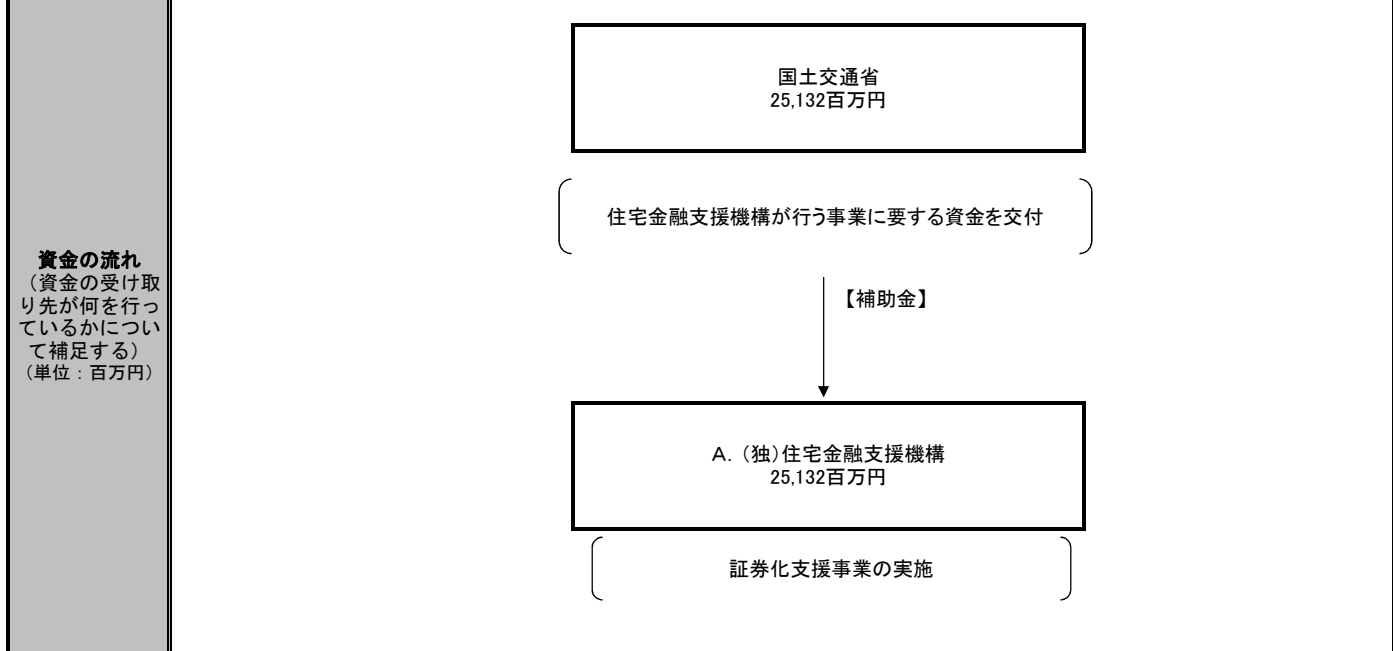 資金の流れ
（資金の受け取
り先が何を行っ
ているかについ
て補足する）
（単位：百万円）
国土交通省
25,132百万円
住宅金融支援機構が行う事業に要する資金を交付
【補助金】
Ａ．（独）住宅金融支援機構
25,132百万円
証券化支援事業の実施